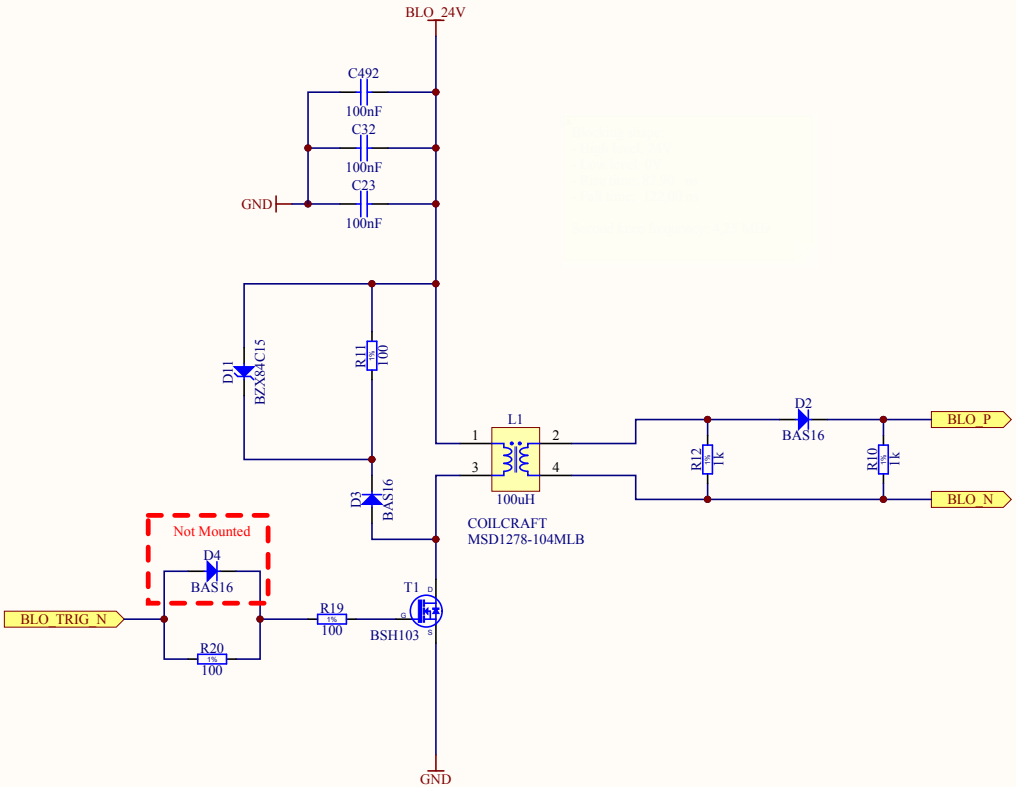 BLO_24V
C492
100nF
C32
100nF
C23
100nF
GND
D11
BZX84C15
R11
1%
100
D3
BAS16
L1
1
2
3
4
100uH
COILCRAFT
MSD1278-104MLB
D2
BAS16
R12
1%
1k
R10
1%
1k
BLO_P
BLO_N
Not Mounted
D4
BAS16
BLO_TRIG_N
R20
1%
100
R19
1%
100
T1
D
G
S
BSH103
GND